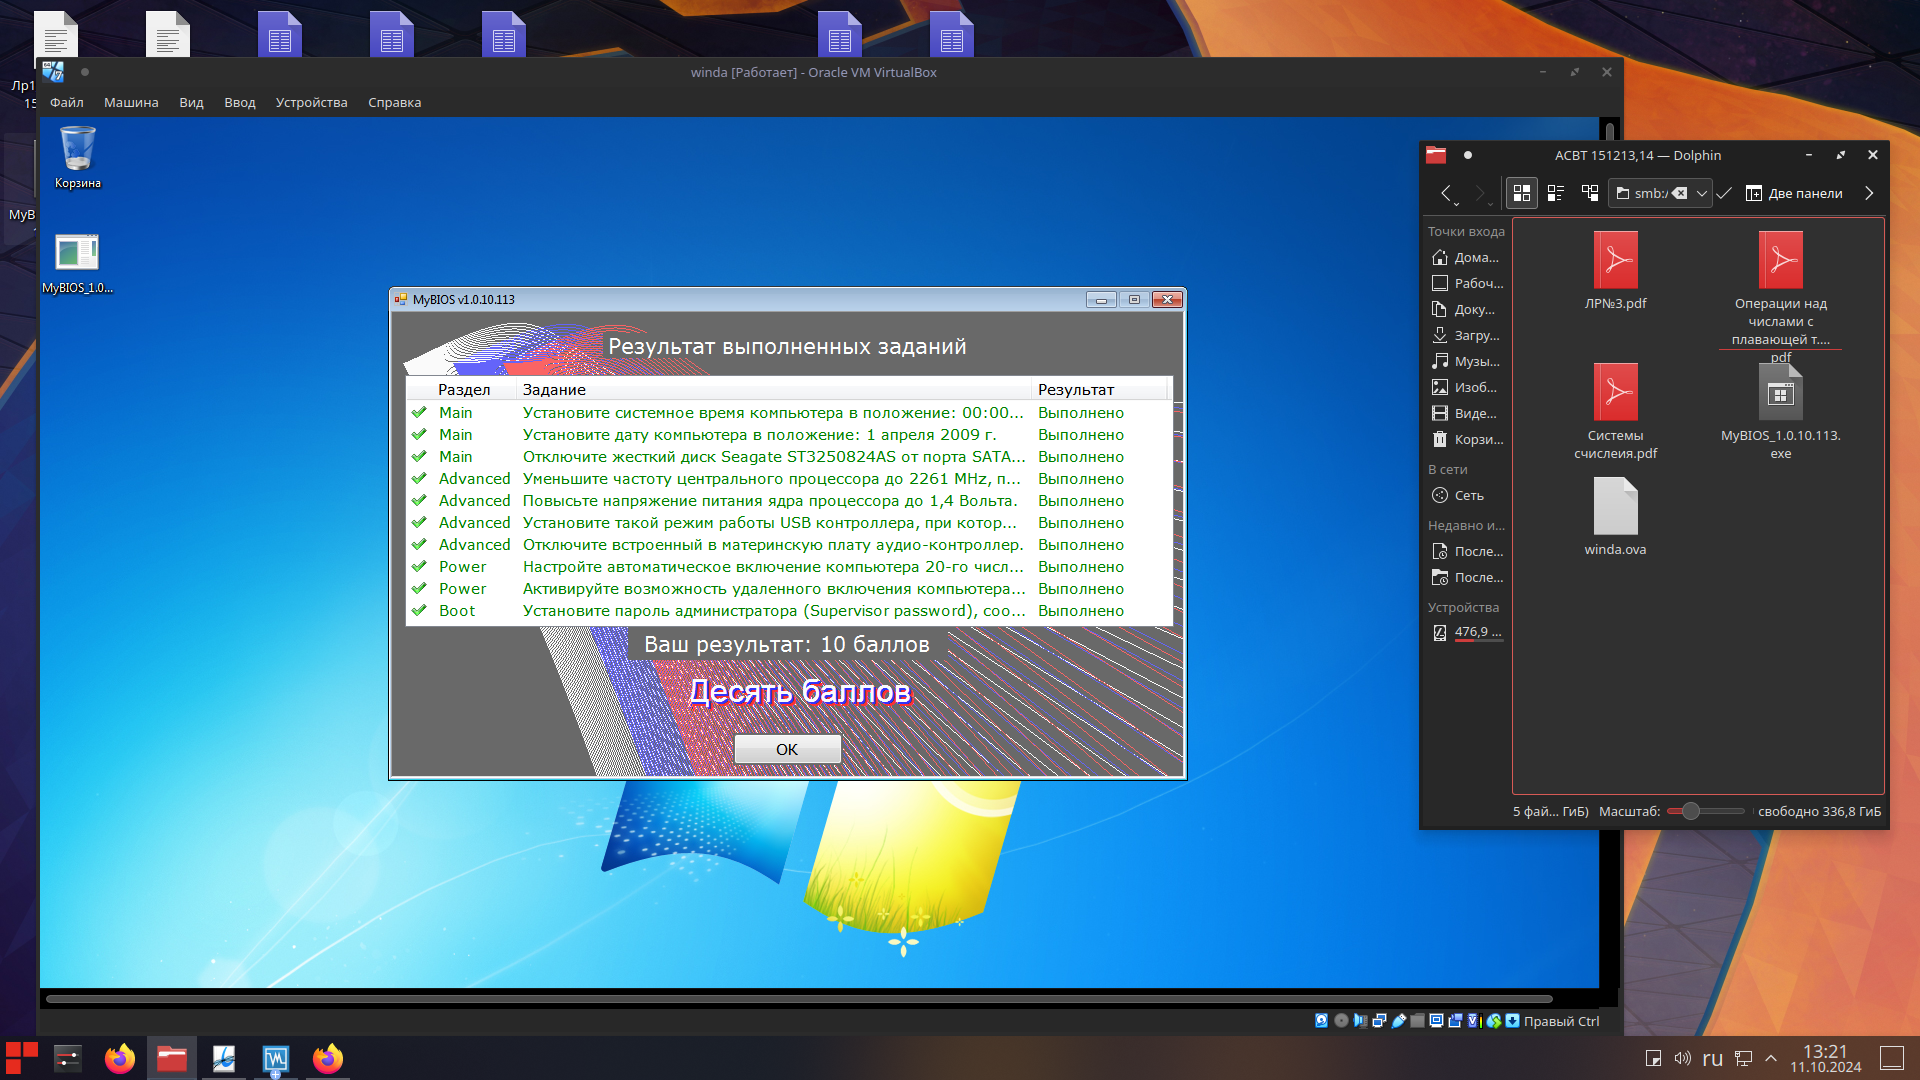 Лр1
15
winda [Работает] - Oracle VM VirtualBox
Файл Машина Вид Ввод Устройства Справка
Корзина
MyBIOS_1.0...
MyBIOS v1.0.10.113
Результат выполненных заданий
Раздел Задание Результат
Main Установите системное время компьютера в положение: 00:00... Выполнено
Main Установите дату компьютера в положение: 1 апреля 2009 г. Выполнено
Main Отключите жесткий диск Seagate ST3250824AS от порта SATA... Выполнено
Advanced Уменьшите частоту центрального процессора до 2261 MHz, п... Выполнено
Advanced Повысьте напряжение питания ядра процессора до 1,4 Вольта. Выполнено
Advanced Установите такой режим работы USB контроллера, при котор... Выполнено
Advanced Отключите встроенный в материнскую плату аудио-контроллер. Выполнено
Power Настройте автоматическое включение компьютера 20-го числ... Выполнено
Power Активируйте возможность удаленного включения компьютера... Выполнено
Boot Установите пароль администратора (Supervisor password), соо... Выполнено
Ваш результат: 10 баллов
Десять баллов
OK
Правый Ctrl
АСВТ 151213,14 — Dolphin
smb:/
Две панели
Точки входа
Дома...
Рабоч...
Доку...
Загру...
Музы...
Изоб...
Виде...
Корзи...
В сети
Сеть
Недавно и...
После...
После...
Устройства
476,9 ...
ЛР№3.pdf
Операции над
числами с
плавающей т....
pdf
Системы
счислеия.pdf
MyBIOS_1.0.10.113.
exe
winda.ova
5 фай... ГиБ) Масштаб: свободно 336,8 ГиБ
ru
13:21
11.10.2024